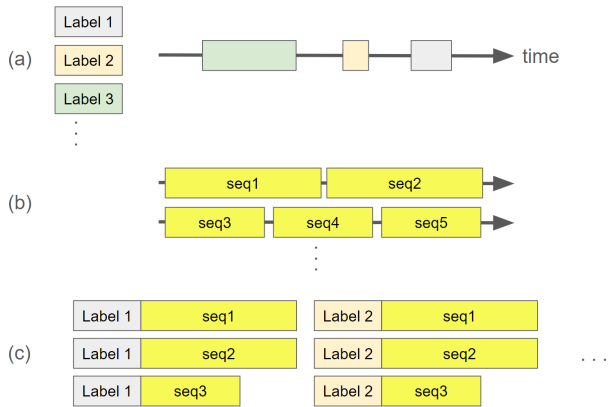 (a)
Label 1
Label 2
Label 3
time
(b)
seq1 seq2
seq3 seq4 seq5
(c)
Label 1 seq1 Label 2 seq1
Label 1 seq2 Label 2 seq2
Label 1 seq3 Label 2 seq3
. . .